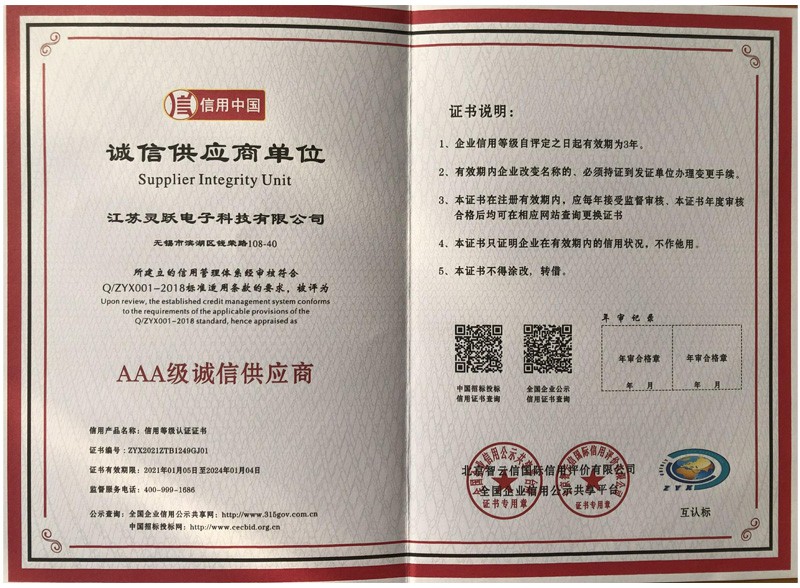 信用中国
诚信供应商单位
Supplier Integrity Unit
江苏灵跃电子科技有限公司
无锡市滨湖区钱荣路108-40
所建立的信用管理体系经审核符合
Q/ZYX001-2018标准适用条款的要求，被评为
Upon review, the established credit management system conforms
to the requirements of the applicable provisions of the
Q/ZYX001-2018 standard, hence appraised as
AAA级诚信供应商
信用产品名称：信用等级认证证书
证书编号：ZYX2021ZTB1249GJ01
证书有效期限：2021年01月05日至2024年01月04日
监督服务电话：400-999-1686
公示查询：全国企业信用公示共享网：http://www.315gov.com.cn
中国招标投标网：http://www.cecbid.org.cn
证书说明：
1、企业信用等级自评定之日起有效期为3年。
2、有效期内企业改变名称的、必须持证到发证单位办理变更手续。
3、本证书在注册有效期内，应每年接受监督审核、本证书年度审核
合格后均可在相应网站查询更换证书
4、本证书只证明企业在有效期内的信用状况，不作他用。
5、本证书不得涂改，转借。
中国招标投标
信用证书查询
全国企业公示
信用证书查询
年审记录
年审合格章
年 月
年审合格章
年 月
北京智云信国际信用评价有限公司
全国企业信用公示共享平台
证书专用章
证书专用章
ZYX
互认标